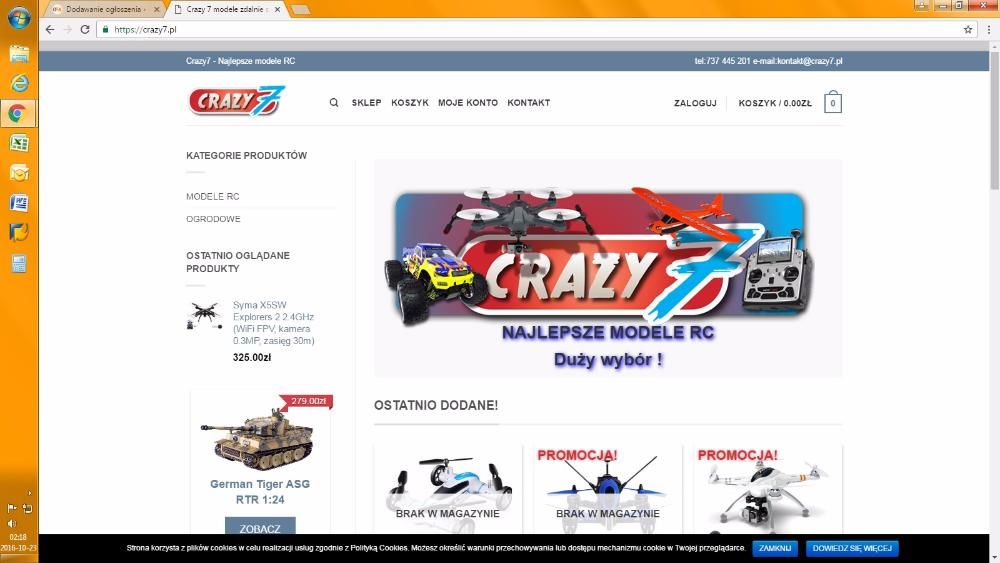 Dodawanie ogłoszenia
Crazy 7 modele zdalnie
https://crazy7.pl
Crazy7 - Najlepsze modele RC
tel:737 445 201 e-mail:kontakt@crazy7.pl
CRAZY 7
SKLEP KOSZYK MOJE KONTO KONTAKT
ZALOGUJ
KOSZYK / 0.00ZŁ
0
KATEGORIE PRODUKTÓW
MODELE RC
OGRODOWE
OSTATNIO OGLĄDANE
PRODUKTY
Syma X5SW
Explorers 2 2.4GHz
(WiFi FPV, kamera
0.3MP, zasięg 30m)
325.00zł
279.00zł
German Tiger ASG
RTR 1:24
ZOBACZ
CRAZY 7
NAJLEPSZE MODELE RC
Duży wybór !
OSTATNIO DODANE!
BRAK W MAGAZYNIE
PROMOCJA!
BRAK W MAGAZYNIE
PROMOCJA!
Strona korzysta z plików cookies w celu realizacji usług zgodnie z Polityką Cookies. Możesz określić warunki przechowywania lub dostępu mechanizmu cookie w Twojej przeglądarce.
ZAMKNIJ
DOWIEDZ SIĘ WIĘCEJ
02:18
2016-10-23